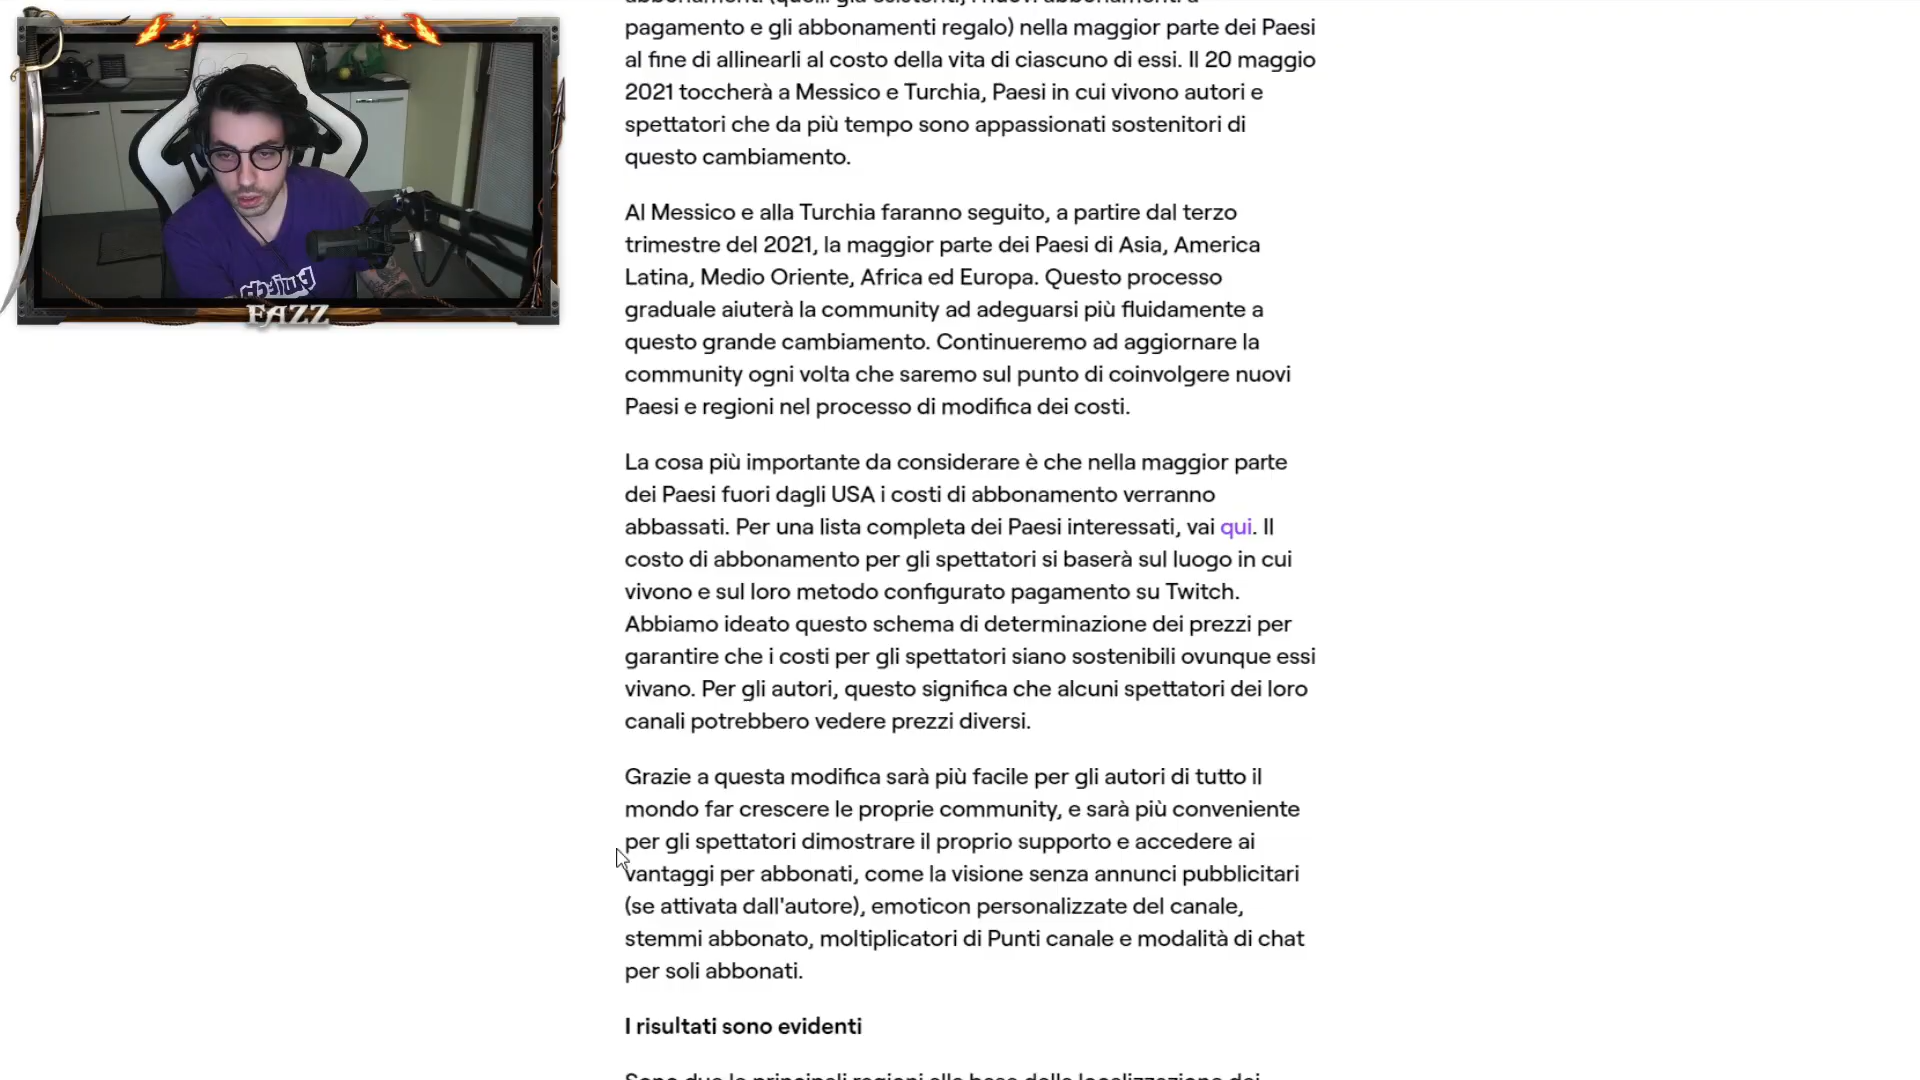 pagamento e gli abbonamenti regalo) nella maggior parte dei Paesi
al fine di allinearli al costo della vita di ciascuno di essi. Il 20 maggio
2021 toccherà a Messico e Turchia, Paesi in cui vivono autori e
spettatori che da più tempo sono appassionati sostenitori di
questo cambiamento.
Al Messico e alla Turchia faranno seguito, a partire dal terzo
trimestre del 2021, la maggior parte dei Paesi di Asia, America
Latina, Medio Oriente, Africa ed Europa. Questo processo
graduale aiuterà la community ad adeguarsi più fluidamente a
questo grande cambiamento. Continueremo ad aggiornare la
community ogni volta che saremo sul punto di coinvolgere nuovi
Paesi e regioni nel processo di modifica dei costi.
La cosa più importante da considerare è che nella maggior parte
dei Paesi fuori dagli USA i costi di abbonamento verranno
abbassati. Per una lista completa dei Paesi interessati, vai qui. Il
costo di abbonamento per gli spettatori si baserà sul luogo in cui
vivono e sul loro metodo configurato pagamento su Twitch.
Abbiamo ideato questo schema di determinazione dei prezzi per
garantire che i costi per gli spettatori siano sostenibili ovunque essi
vivano. Per gli autori, questo significa che alcuni spettatori dei loro
canali potrebbero vedere prezzi diversi.
Grazie a questa modifica sarà più facile per gli autori di tutto il
mondo far crescere le proprie community, e sarà più conveniente
per gli spettatori dimostrare il proprio supporto e accedere ai
vantaggi per abbonati, come la visione senza annunci pubblicitari
(se attivata dall'autore), emoticon personalizzate del canale,
stemmi abbonato, moltiplicatori di Punti canale e modalità di chat
per soli abbonati.
I risultati sono evidenti
Sono due le principali regioni alla base della localizzazione dei
FAZZ